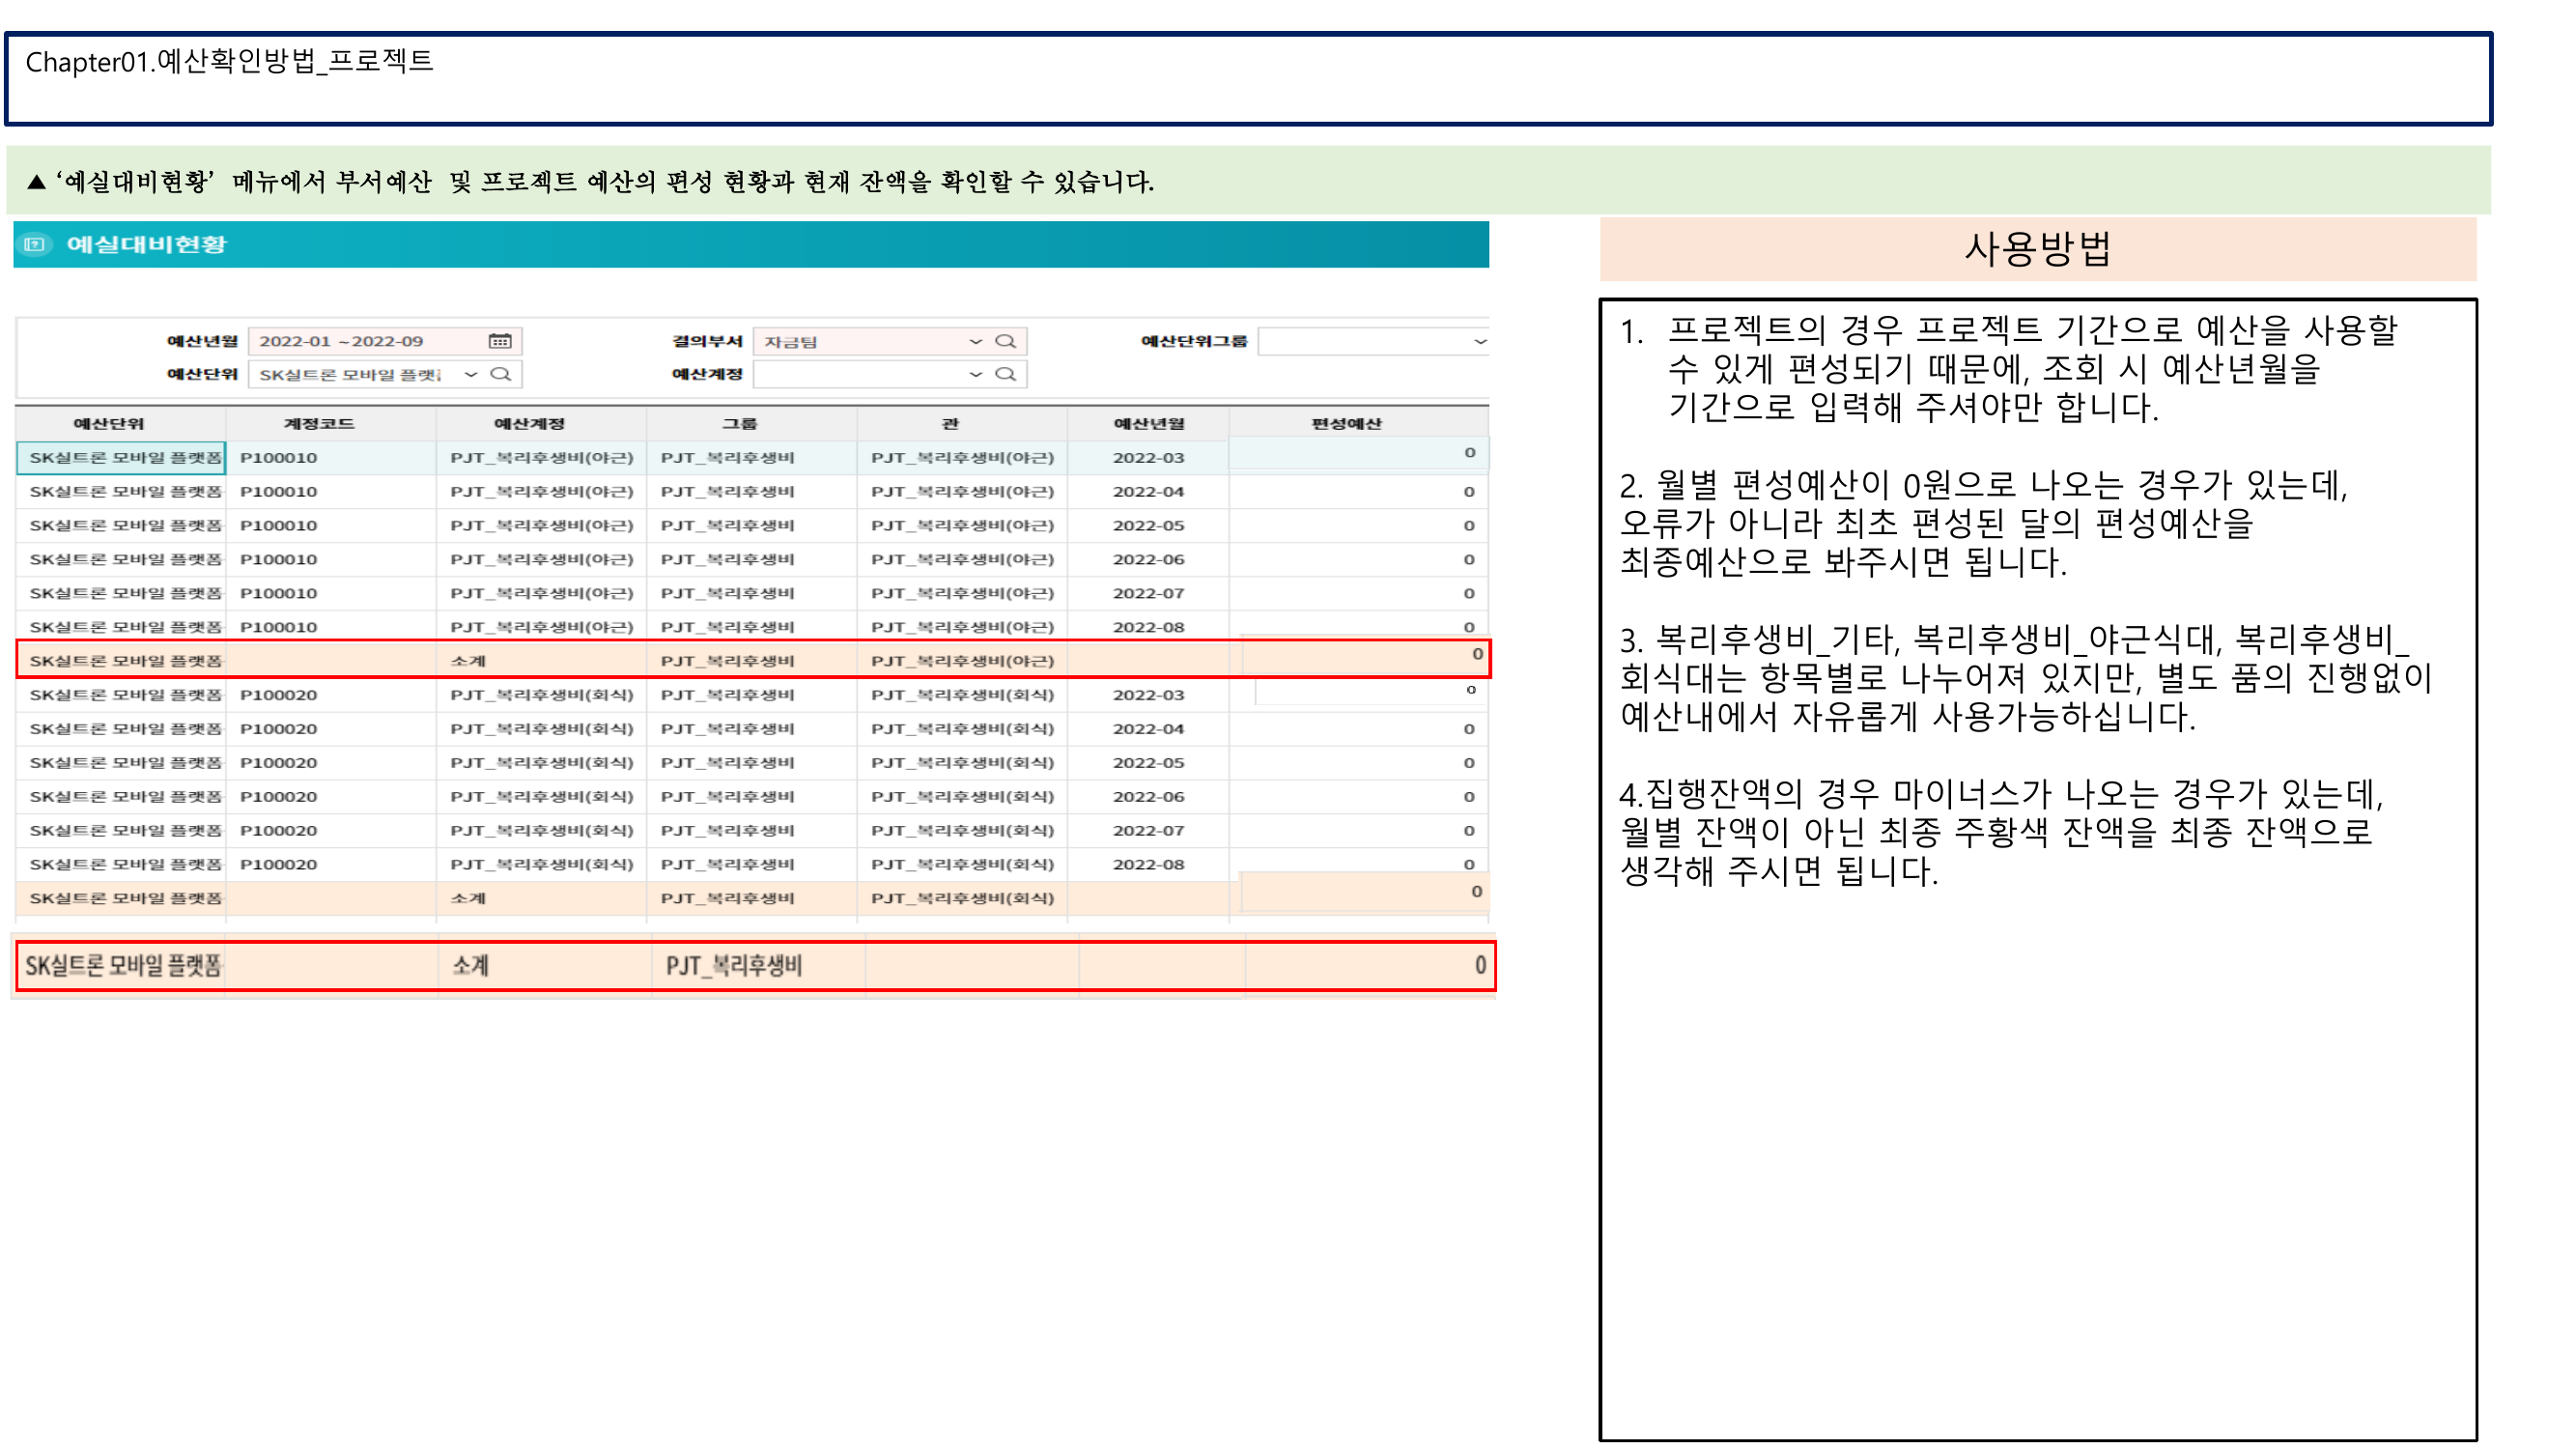 Chapter01.예산확인방법_프로젝트
▲ ‘예실대비현황’ 메뉴에서 부서예산 및 프로젝트 예산의 편성 현황과 현재 잔액을 확인할 수 있습니다.
예실대비현황
예산년월 2022-01 ~2022-09 결의부서 자금팀 예산단위그룹
예산단위 SK실트론 모바일 플랫 예산계정
예산단위 계정코드 예산계정 그룹 관 예산년월 편성예산
SK실트론 모바일 플랫폼 P100010 PJT_복리후생비(야근) PJT_복리후생비 PJT_복리후생비(야근) 2022-03 0
SK실트론 모바일 플랫폼 P100010 PJT_복리후생비(야근) PJT_복리후생비 PJT_복리후생비(야근) 2022-04 0
SK실트론 모바일 플랫폼 P100010 PJT_복리후생비(야근) PJT_복리후생비 PJT_복리후생비(야근) 2022-05 0
SK실트론 모바일 플랫폼 P100010 PJT_복리후생비(야근) PJT_복리후생비 PJT_복리후생비(야근) 2022-06 0
SK실트론 모바일 플랫폼 P100010 PJT_복리후생비(야근) PJT_복리후생비 PJT_복리후생비(야근) 2022-07 0
SK실트론 모바일 플랫폼 P100010 PJT_복리후생비(야근) PJT_복리후생비 PJT_복리후생비(야근) 2022-08 0
SK실트론 모바일 플랫폼 소계 PJT_복리후생비 PJT_복리후생비(야근) 0
SK실트론 모바일 플랫폼 P100020 PJT_복리후생비(회식) PJT_복리후생비 PJT_복리후생비(회식) 2022-03 0
SK실트론 모바일 플랫폼 P100020 PJT_복리후생비(회식) PJT_복리후생비 PJT_복리후생비(회식) 2022-04 0
SK실트론 모바일 플랫폼 P100020 PJT_복리후생비(회식) PJT_복리후생비 PJT_복리후생비(회식) 2022-05 0
SK실트론 모바일 플랫폼 P100020 PJT_복리후생비(회식) PJT_복리후생비 PJT_복리후생비(회식) 2022-06 0
SK실트론 모바일 플랫폼 P100020 PJT_복리후생비(회식) PJT_복리후생비 PJT_복리후생비(회식) 2022-07 0
SK실트론 모바일 플랫폼 P100020 PJT_복리후생비(회식) PJT_복리후생비 PJT_복리후생비(회식) 2022-08 0
SK실트론 모바일 플랫폼 소계 PJT_복리후생비 PJT_복리후생비(회식) 0
SK실트론 모바일 플랫폼 소계 PJT_복리후생비 0
사용방법
1. 프로젝트의 경우 프로젝트 기간으로 예산을 사용할
수 있게 편성되기 때문에, 조회 시 예산년월을
기간으로 입력해 주셔야만 합니다.
2. 월별 편성예산이 0원으로 나오는 경우가 있는데,
오류가 아니라 최초 편성된 달의 편성예산을
최종예산으로 봐주시면 됩니다.
3. 복리후생비_기타, 복리후생비_야근식대, 복리후생비_
회식대는 항목별로 나누어져 있지만, 별도 품의 진행없이
예산내에서 자유롭게 사용가능하십니다.
4.집행잔액의 경우 마이너스가 나오는 경우가 있는데,
월별 잔액이 아닌 최종 주황색 잔액을 최종 잔액으로
생각해 주시면 됩니다.